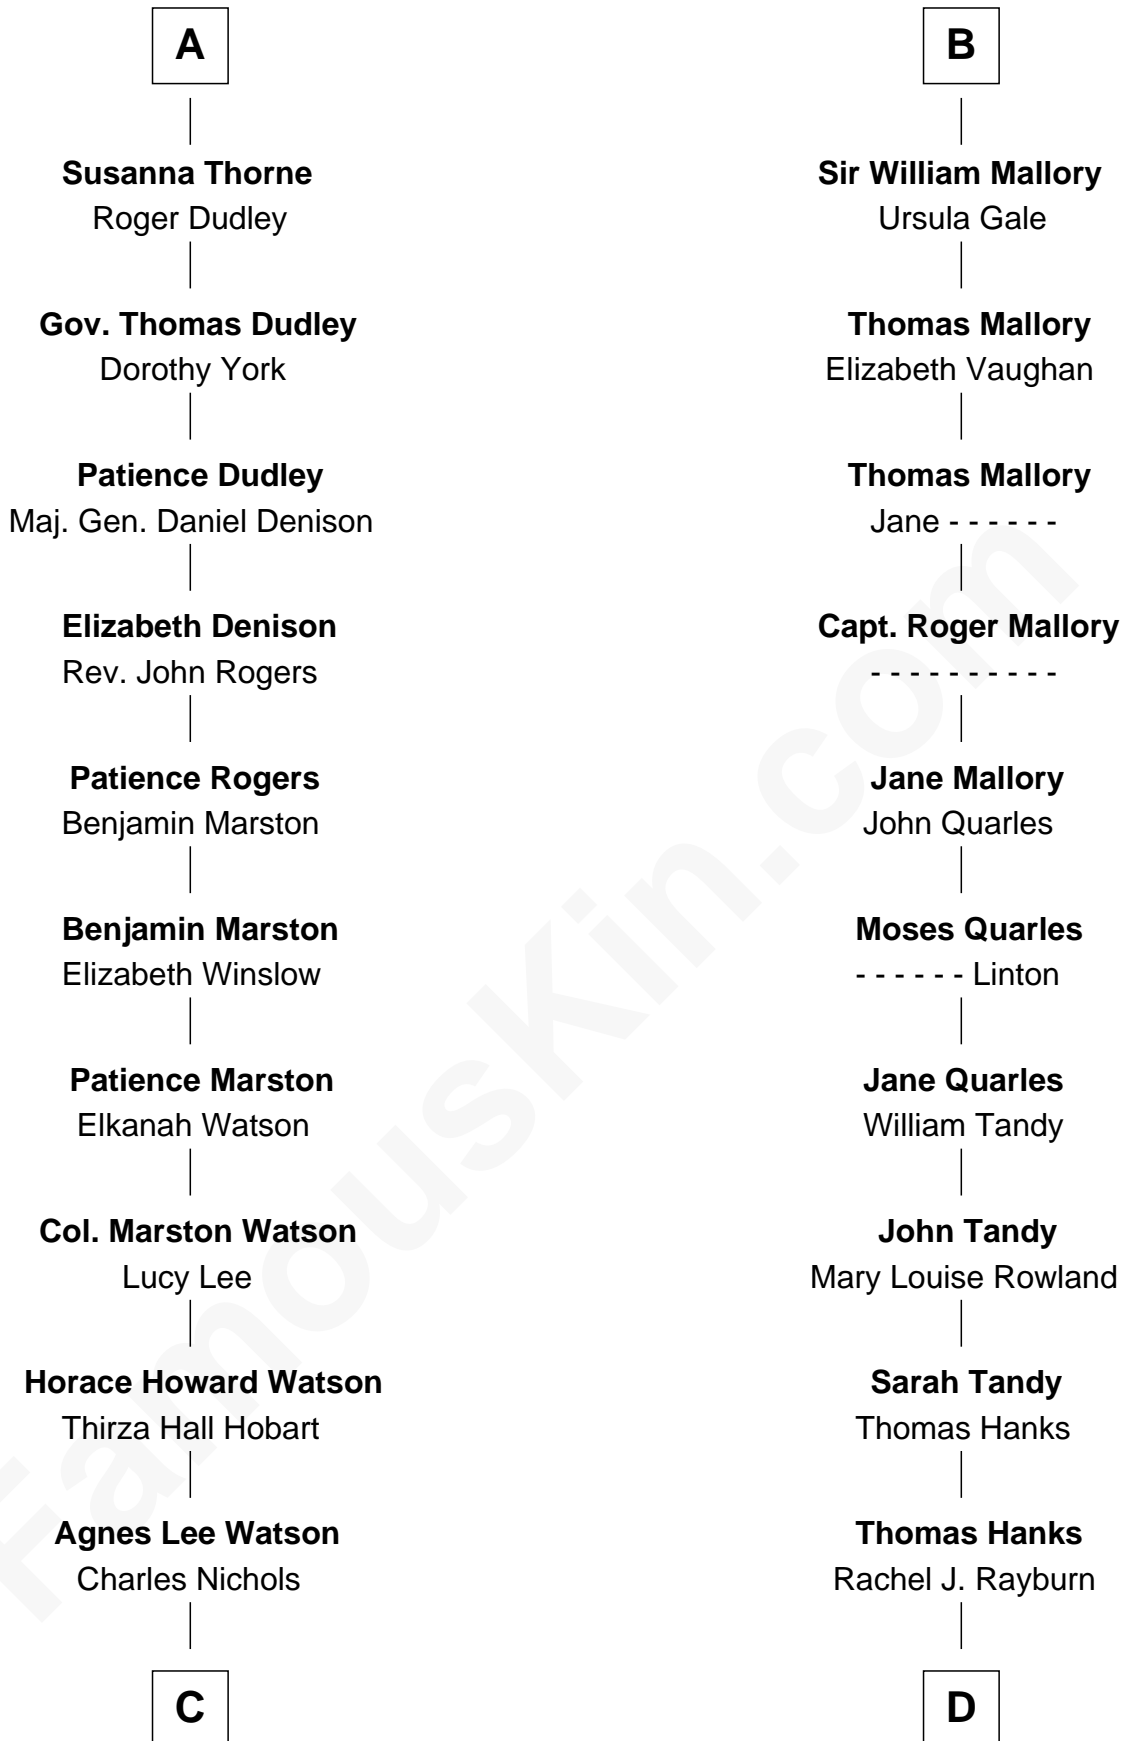 A
Susanna Thorne
Roger Dudley
Gov. Thomas Dudley
Dorothy York
Patience Dudley
Maj. Gen. Daniel Denison
Elizabeth Denison
Rev. John Rogers
Patience Rogers
Benjamin Marston
Benjamin Marston
Elizabeth Winslow
Patience Marston
Elkanah Watson
Col. Marston Watson
Lucy Lee
Horace Howard Watson
Thirza Hall Hobart
Agnes Lee Watson
Charles Nichols
C
B
Sir William Mallory
Ursula Gale
Thomas Mallory
Elizabeth Vaughan
Thomas Mallory
Jane - - - - - -
Capt. Roger Mallory
- - - - - - - - - -
Jane Mallory
John Quarles
Moses Quarles
- - - - - - Linton
Jane Quarles
William Tandy
John Tandy
Mary Louise Rowland
Sarah Tandy
Thomas Hanks
Thomas Hanks
Rachel J. Rayburn
D
FamousKin.com